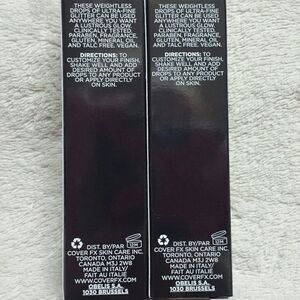 THESE WEIGHTLESS
DROPS OF ULTRA-FINE
GLITTER CAN BE USED
ANYWHERE YOU WANT
A LUSTROUS GLOW.
CLINICALLY TESTED.
PARABEN, FRAGRANCE,
GLUTEN, MINERAL OIL
AND TALC FREE. VEGAN.
DIRECTIONS: TO
CUSTOMIZE YOUR FINISH,
SHAKE WELL AND ADD
DESIRED AMOUNT OF
DROPS TO ANY PRODUCT
OR APPLY DIRECTLY
ON SKIN.
12M
DIST. BY/PAR
COVER FX SKIN CARE INC.
TORONTO, ONTARIO
CANADA M3J 2W8
MADE IN ITALY/
FAIT AU ITALIE
WWW.COVERFX.COM
OBELIS S.A.
1030 BRUSSELS
THESE WEIGHTLESS
DROPS OF ULTRA-FINE
GLITTER CAN BE USED
ANYWHERE YOU WANT
A LUSTROUS GLOW.
CLINICALLY TESTED.
PARABEN, FRAGRANCE,
GLUTEN, MINERAL OIL
AND TALC FREE. VEGAN.
DIRECTIONS: TO
CUSTOMIZE YOUR FINISH,
SHAKE WELL AND ADD
DESIRED AMOUNT OF
DROPS TO ANY PRODUCT
OR APPLY DIRECTLY
ON SKIN.
12M
DIST. BY/PAR
COVER FX SKIN CARE INC.
TORONTO, ONTARIO
CANADA M3J 2W8
MADE IN ITALY/
FAIT AU ITALIE
WWW.COVERFX.COM
OBELIS S.A.
1030 BRUSSELS